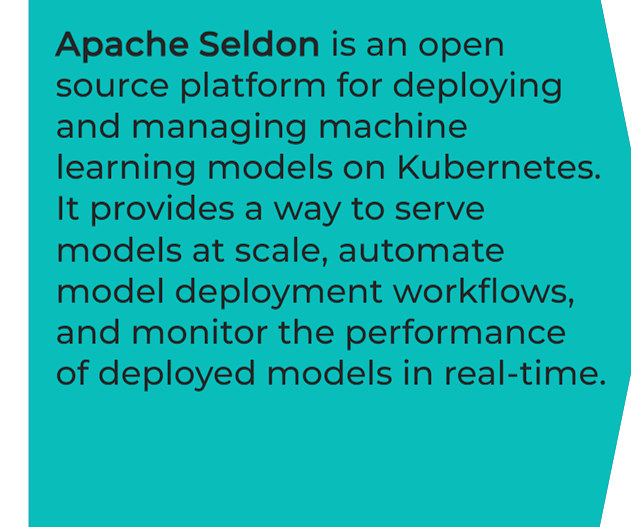 Apache Seldon is an open
source platform for deploying
and managing machine
learning models on Kubernetes.
It provides a way to serve
models at scale, automate
model deployment workflows,
and monitor the performance
of deployed models in real-time.